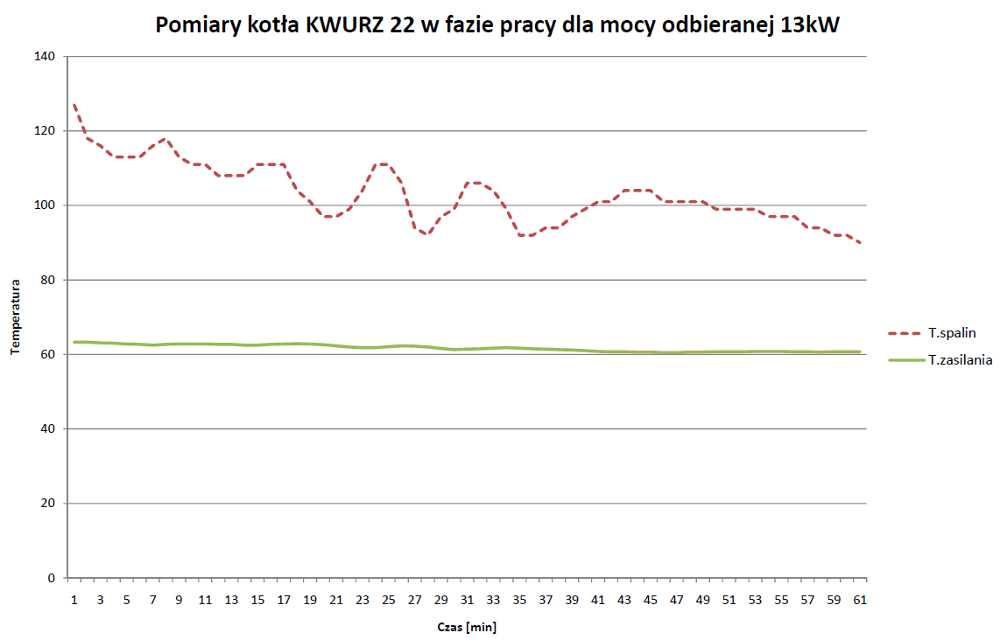 Pomiary kotła KWURZ 22 w fazie pracy dla mocy odbieranej 13kW
140
120
100
80
60
40
20
0
Temperatura
T.spalin
T.zasilania
1 3 5 7 9 11 13 15 17 19 21 23 25 27 29 31 33 35 37 39 41 43 45 47 49 51 53 55 57 59 61
Czas [min]